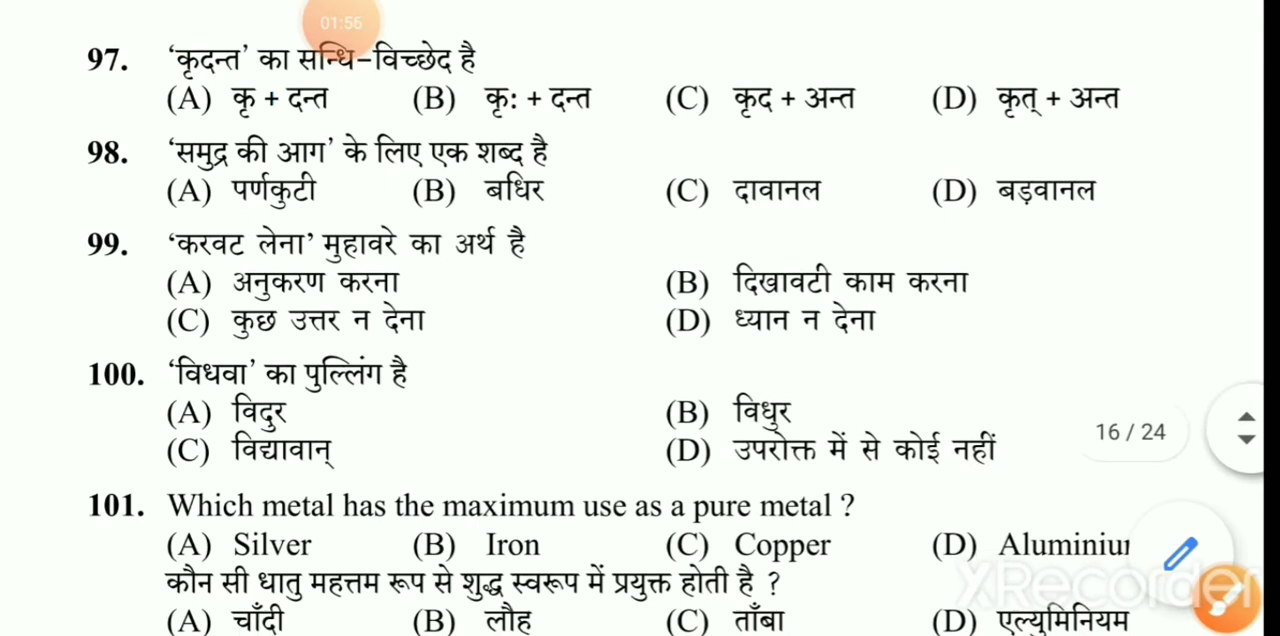 01:56
97. ‘कृदन्त’ का सन्धि-विच्छेद है
(A) कृ + दन्त (B) कृः + दन्त (C) कृद + अन्त (D) कृत् + अन्त
98. ‘समुद्र की आग’ के लिए एक शब्द है
(A) पर्णकुटी (B) बधिर (C) दावानल (D) बड़वानल
99. ‘करवट लेना’ मुहावरे का अर्थ है
(A) अनुकरण करना (B) दिखावटी काम करना
(C) कुछ उत्तर न देना (D) ध्यान न देना
100. ‘विधवा’ का पुल्लिंग है
(A) विदुर (B) विधुर
(C) विद्यावान् (D) उपरोक्त में से कोई नहीं
16 / 24
101. Which metal has the maximum use as a pure metal ?
(A) Silver (B) Iron (C) Copper (D)
कौन सी धातु महत्तम रूप से शुद्ध स्वरूप में प्रयुक्त होती है ?
XRecorder
(A) चाँदी (B) लौह (C) ताँबा (D) एल्युमिनियम